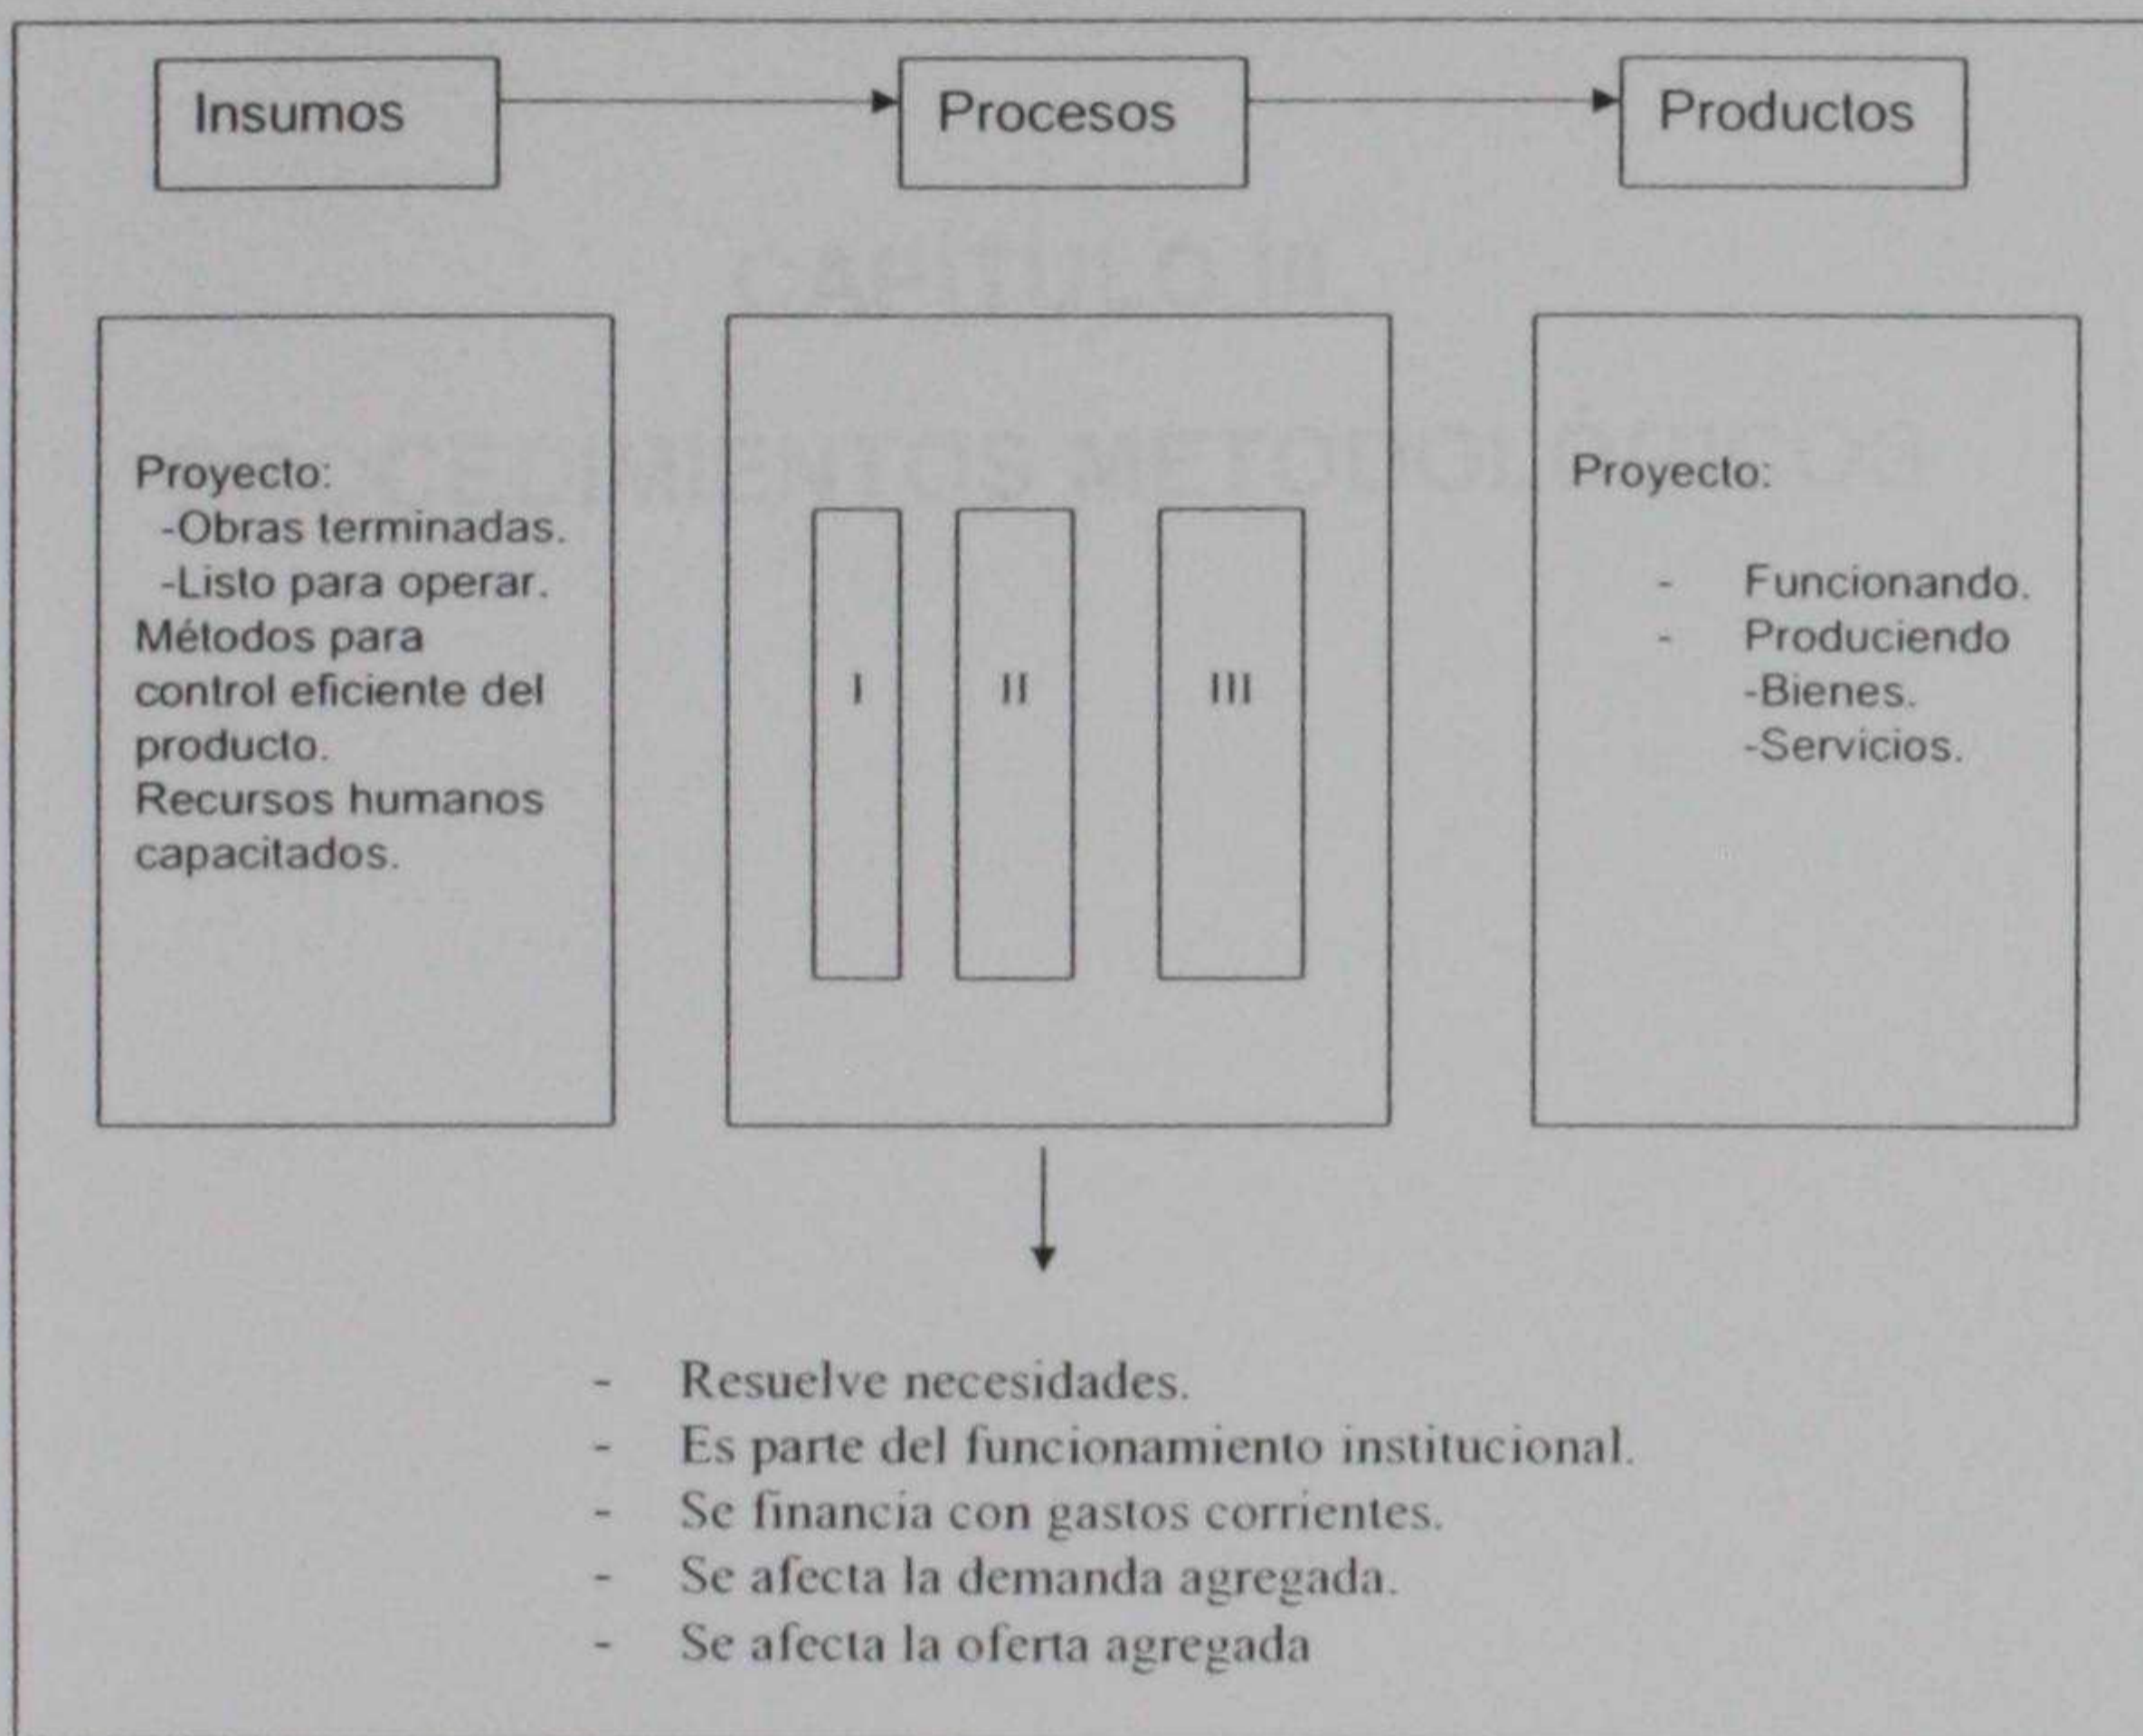 Insumos
Procesos
Productos
Proyecto:
-Obras terminadas.
-Listo para operar.
Métodos para
control eficiente del
producto.
Recursos humanos
capacitados.
I
II
III
Proyecto:
- Funcionando.
- Produciendo
-Bienes.
-Servicios.
- Resuelve necesidades.
- Es parte del funcionamiento institucional.
- Se financia con gastos corrientes.
- Se afecta la demanda agregada.
- Se afecta la oferta agregada